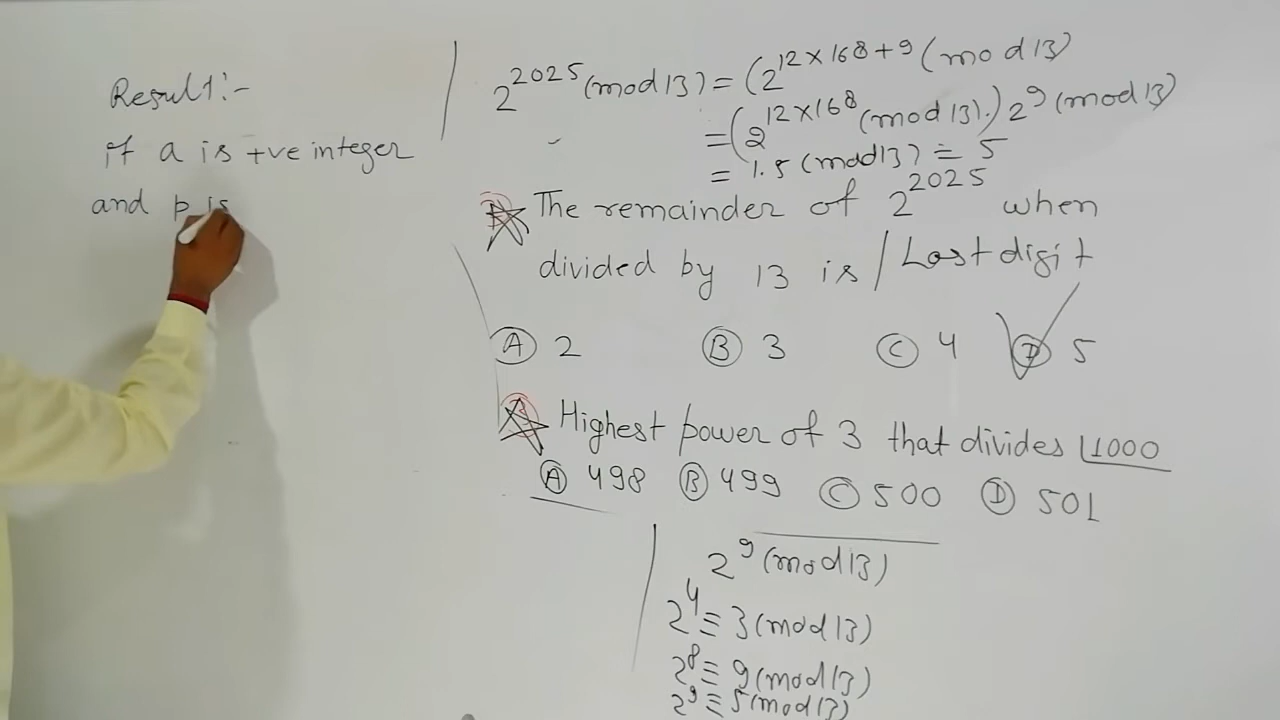 Result:-
if a is +ve integer
and p is
2^2025 (mod 13) = (2^12×168+9 (mod 13)
= (2^12×168 (mod 13).) 2^9 (mod 13)
= 1.5 (mod 13) = 5
The remainder of 2^2025 when
divided by 13 is / Last digit
(A) 2 (B) 3 (C) 4 (D) 5
Highest power of 3 that divides ⌊1000
(A) 498 (B) 499 (C) 500 (D) 501
2^9 (mod 13)
2^4 ≡ 3 (mod 13)
2^8 ≡ 9 (mod 13)
2^9 ≡ 5 (mod 13)